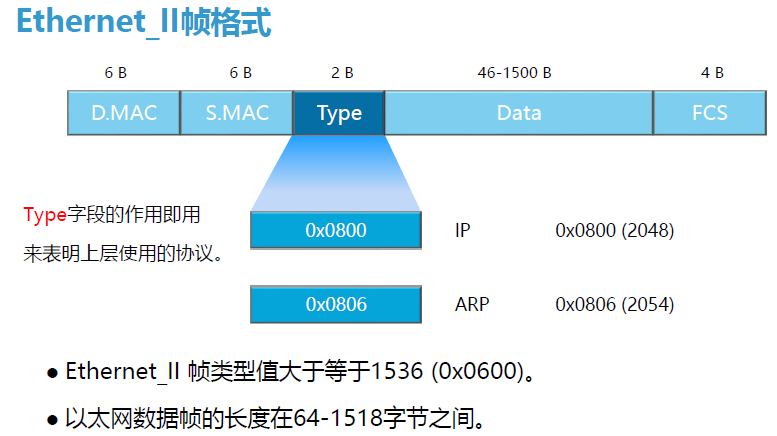 Ethernet_II帧格式
6 B 6 B 2 B 46-1500 B 4 B
D.MAC S.MAC Type Data FCS
Type字段的作用即用
来表明上层使用的协议。
0x0800 IP 0x0800 (2048)
0x0806 ARP 0x0806 (2054)
● Ethernet_II 帧类型值大于等于1536 (0x0600)。
● 以太网数据帧的长度在64-1518字节之间。